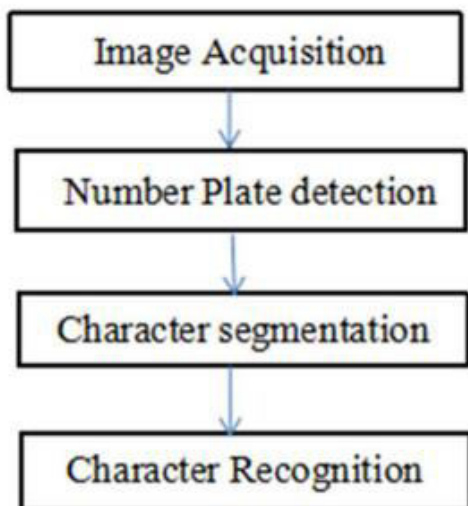 Image Acquisition
Number Plate detection
Character segmentation
Character Recognition